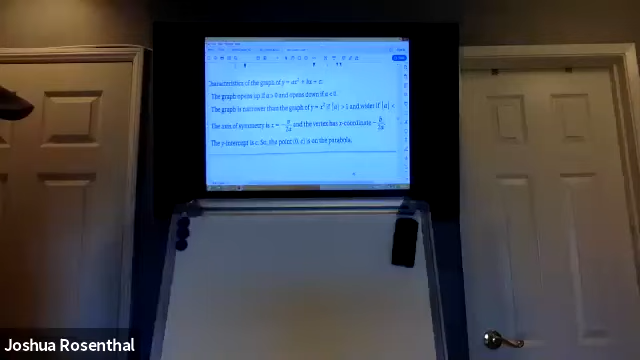 Characteristics of the graph of y = ax² + bx + c:
The graph opens up if a > 0 and opens down if a < 0.
The graph is narrower than the graph of y = x² if |a| > 1 and wider if |a| <
The axis of symmetry is x = -b/2a and the vertex has x-coordinate -b/2a
The y-intercept is c. So, the point (0, c) is on the parabola.
Joshua Rosenthal